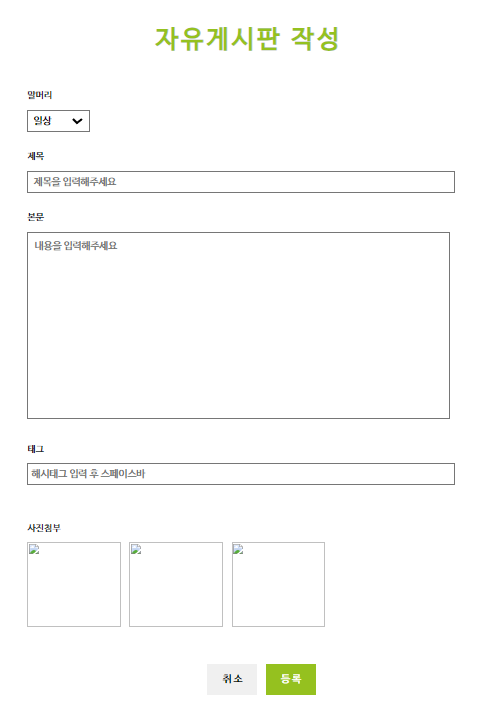 자유게시판 작성
말머리
일상
제목
제목을 입력해주세요
본문
내용을 입력해주세요
태그
해시태그 입력 후 스페이스바
사진첨부
취소 등록